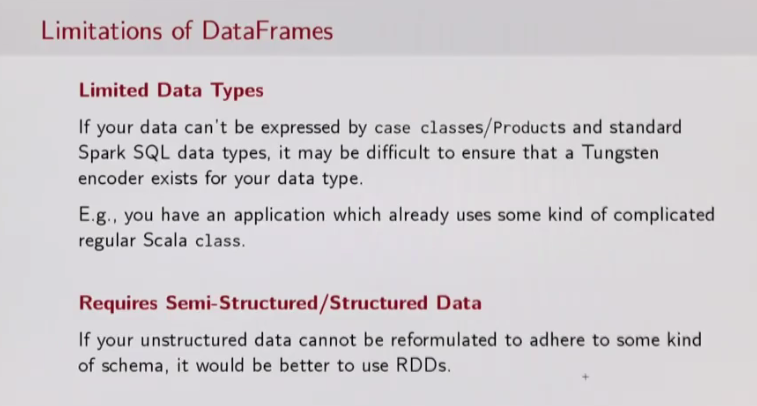 Limitations of DataFrames
Limited Data Types
If your data can't be expressed by case classes/Products and standard
Spark SQL data types, it may be difficult to ensure that a Tungsten
encoder exists for your data type.
E.g., you have an application which already uses some kind of complicated
regular Scala class.
Requires Semi-Structured/Structured Data
If your unstructured data cannot be reformulated to adhere to some kind
of schema, it would be better to use RDDs.